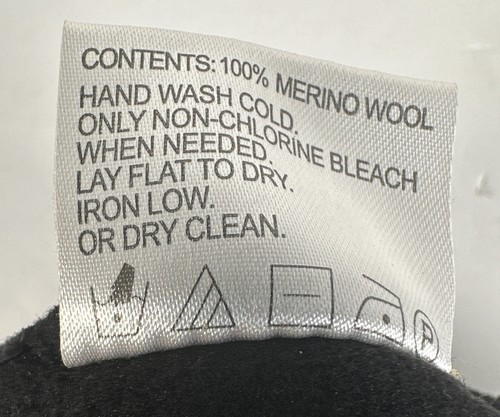 CONTENTS: 100% MERINO WOOL
HAND WASH COLD.
ONLY NON-CHLORINE BLEACH
WHEN NEEDED.
LAY FLAT TO DRY.
IRON LOW.
OR DRY CLEAN.
P